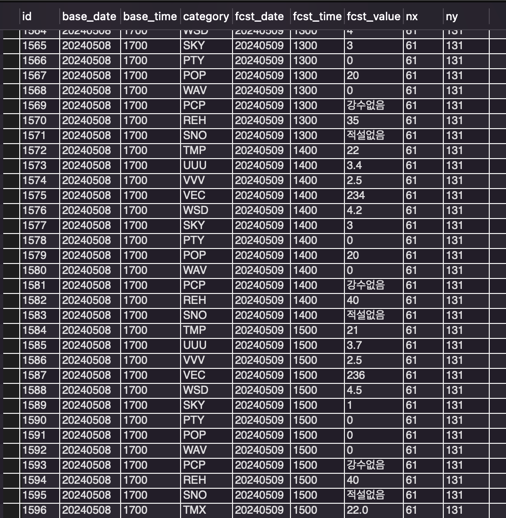 id base_date base_time category fcst_date fcst_time fcst_value nx ny
1564 20240508 1700 WSD 20240509 1300 4 61 131
1565 20240508 1700 SKY 20240509 1300 3 61 131
1566 20240508 1700 PTY 20240509 1300 0 61 131
1567 20240508 1700 POP 20240509 1300 20 61 131
1568 20240508 1700 WAV 20240509 1300 0 61 131
1569 20240508 1700 PCP 20240509 1300 강수없음 61 131
1570 20240508 1700 REH 20240509 1300 35 61 131
1571 20240508 1700 SNO 20240509 1300 적설없음 61 131
1572 20240508 1700 TMP 20240509 1400 22 61 131
1573 20240508 1700 UUU 20240509 1400 3.4 61 131
1574 20240508 1700 VVV 20240509 1400 2.5 61 131
1575 20240508 1700 VEC 20240509 1400 234 61 131
1576 20240508 1700 WSD 20240509 1400 4.2 61 131
1577 20240508 1700 SKY 20240509 1400 3 61 131
1578 20240508 1700 PTY 20240509 1400 0 61 131
1579 20240508 1700 POP 20240509 1400 20 61 131
1580 20240508 1700 WAV 20240509 1400 0 61 131
1581 20240508 1700 PCP 20240509 1400 강수없음 61 131
1582 20240508 1700 REH 20240509 1400 40 61 131
1583 20240508 1700 SNO 20240509 1400 적설없음 61 131
1584 20240508 1700 TMP 20240509 1500 21 61 131
1585 20240508 1700 UUU 20240509 1500 3.7 61 131
1586 20240508 1700 VVV 20240509 1500 2.5 61 131
1587 20240508 1700 VEC 20240509 1500 236 61 131
1588 20240508 1700 WSD 20240509 1500 4.5 61 131
1589 20240508 1700 SKY 20240509 1500 1 61 131
1590 20240508 1700 PTY 20240509 1500 0 61 131
1591 20240508 1700 POP 20240509 1500 0 61 131
1592 20240508 1700 WAV 20240509 1500 0 61 131
1593 20240508 1700 PCP 20240509 1500 강수없음 61 131
1594 20240508 1700 REH 20240509 1500 40 61 131
1595 20240508 1700 SNO 20240509 1500 적설없음 61 131
1596 20240508 1700 TMX 20240509 1500 22.0 61 131